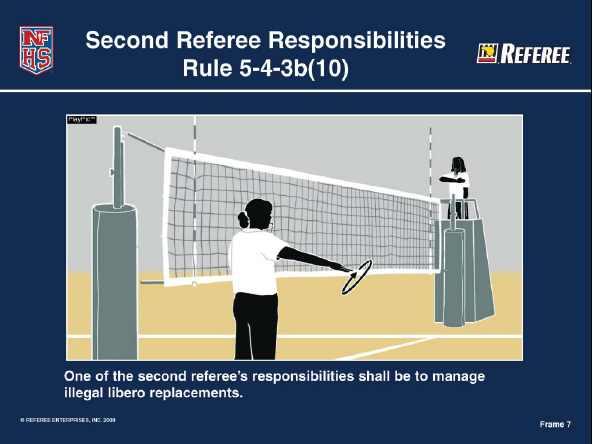 NF
HS
Second Referee Responsibilities
Rule 5-4-3b(10)
REFEREE
PlayPic™
One of the second referee's responsibilities shall be to manage
illegal libero replacements.
© REFEREE ENTERPRISES, INC. 2009
Frame 7